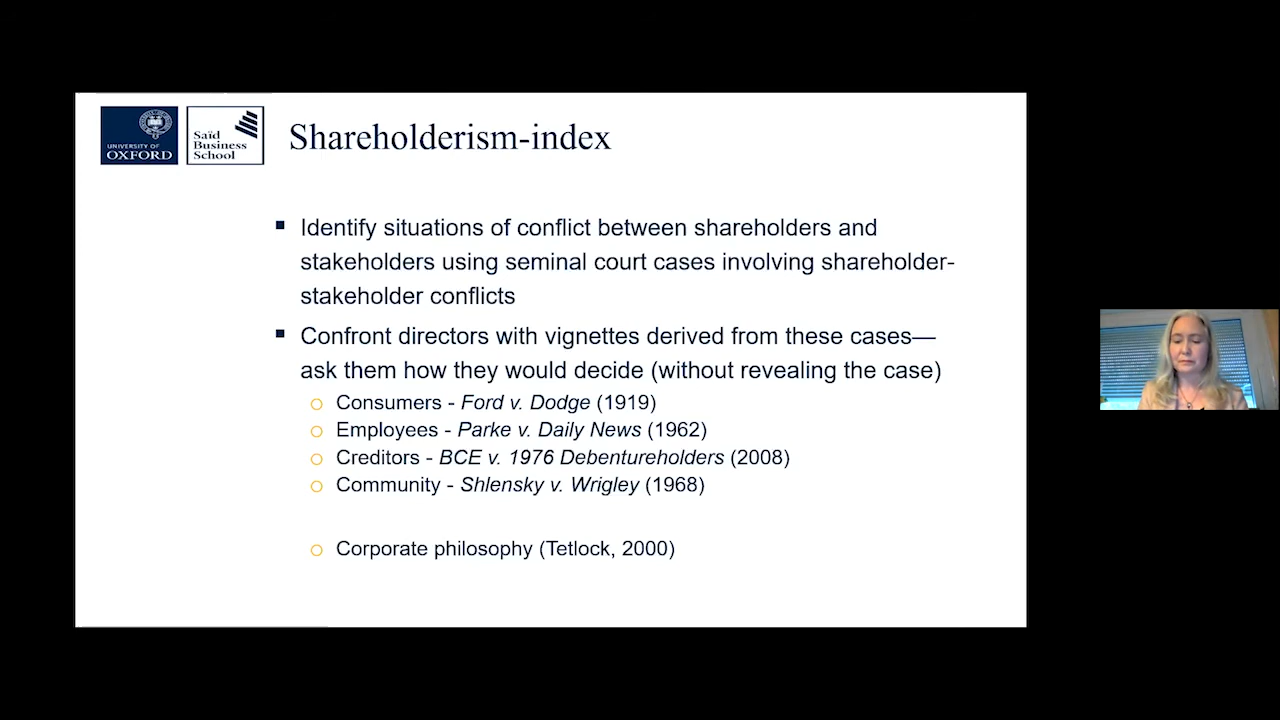 UNIVERSITY OF
OXFORD
Saïd
Business
School
Shareholderism-index
Identify situations of conflict between shareholders and
stakeholders using seminal court cases involving shareholder-
stakeholder conflicts
Confront directors with vignettes derived from these cases—
ask them how they would decide (without revealing the case)
Consumers - Ford v. Dodge (1919)
Employees - Parke v. Daily News (1962)
Creditors - BCE v. 1976 Debentureholders (2008)
Community - Shlensky v. Wrigley (1968)
Corporate philosophy (Tetlock, 2000)